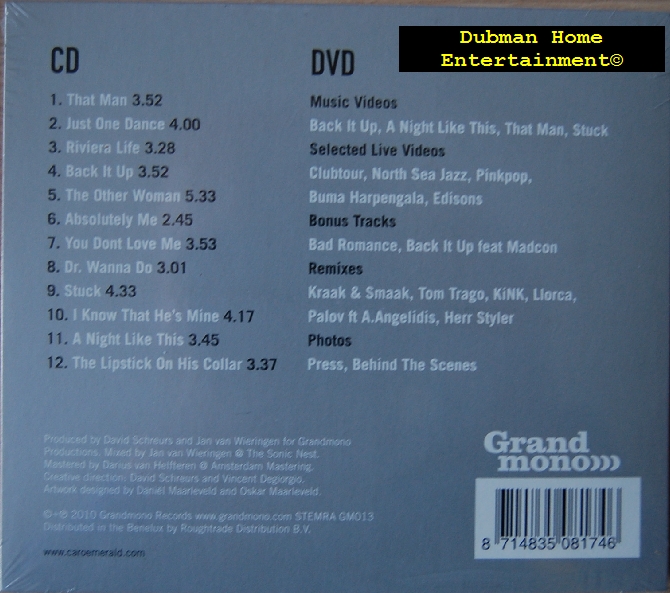 Dubman Home
Entertainment©
CD
1. That Man 3.52
2. Just One Dance 4.00
3. Riviera Life 3.28
4. Back It Up 3.52
5. The Other Woman 5.33
6. Absolutely Me 2.45
7. You Dont Love Me 3.53
8. Dr. Wanna Do 3.01
9. Stuck 4.33
10. I Know That He's Mine 4.17
11. A Night Like This 3.45
12. The Lipstick On His Collar 3.37
DVD
Music Videos
Back It Up, A Night Like This, That Man, Stuck
Selected Live Videos
Clubtour, North Sea Jazz, Pinkpop,
Buma Harpengala, Edisons
Bonus Tracks
Bad Romance, Back It Up feat Madcon
Remixes
Kraak & Smaak, Tom Trago, KiNK, Llorca,
Palov ft A.Angelidis, Herr Styler
Photos
Press, Behind The Scenes
Produced by David Schreurs and Jan van Wieringen for Grandmono
Productions. Mixed by Jan van Wieringen @ The Sonic Nest.
Mastered by Darius van Helfteren @ Amsterdam Mastering.
Creative direction: David Schreurs and Vincent Degiorgio.
Artwork designed by Daniël Maarleveld und Oskar Maarleveld.
©+℗ 2010 Grandmono Records www.grandmono.com STEMRA GM013
Distributed in the Benelux by Roughtrade Distribution B.V.
www.caroemerald.com
Grand
mono)))
8 714835 081746